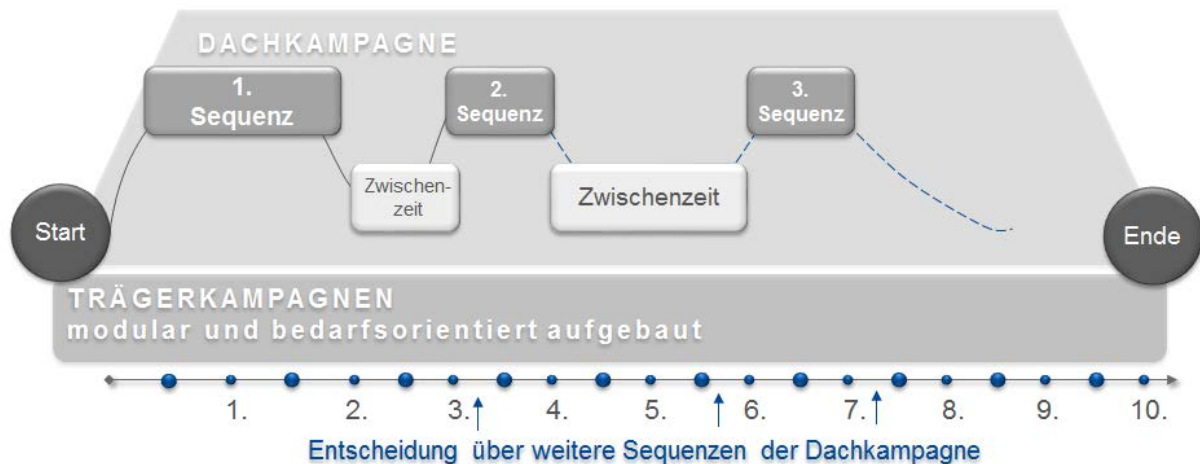 DACHKAMPAGNE
1.
Sequenz
2.
Sequenz
3.
Sequenz
Zwischen-
zeit
Zwischenzeit
Start
Ende
TRÄGERKAMPAGNEN
modular und bedarfsorientiert aufgebaut
1. 2. 3. 4. 5. 6. 7. 8. 9. 10.
Entscheidung über weitere Sequenzen der Dachkampagne